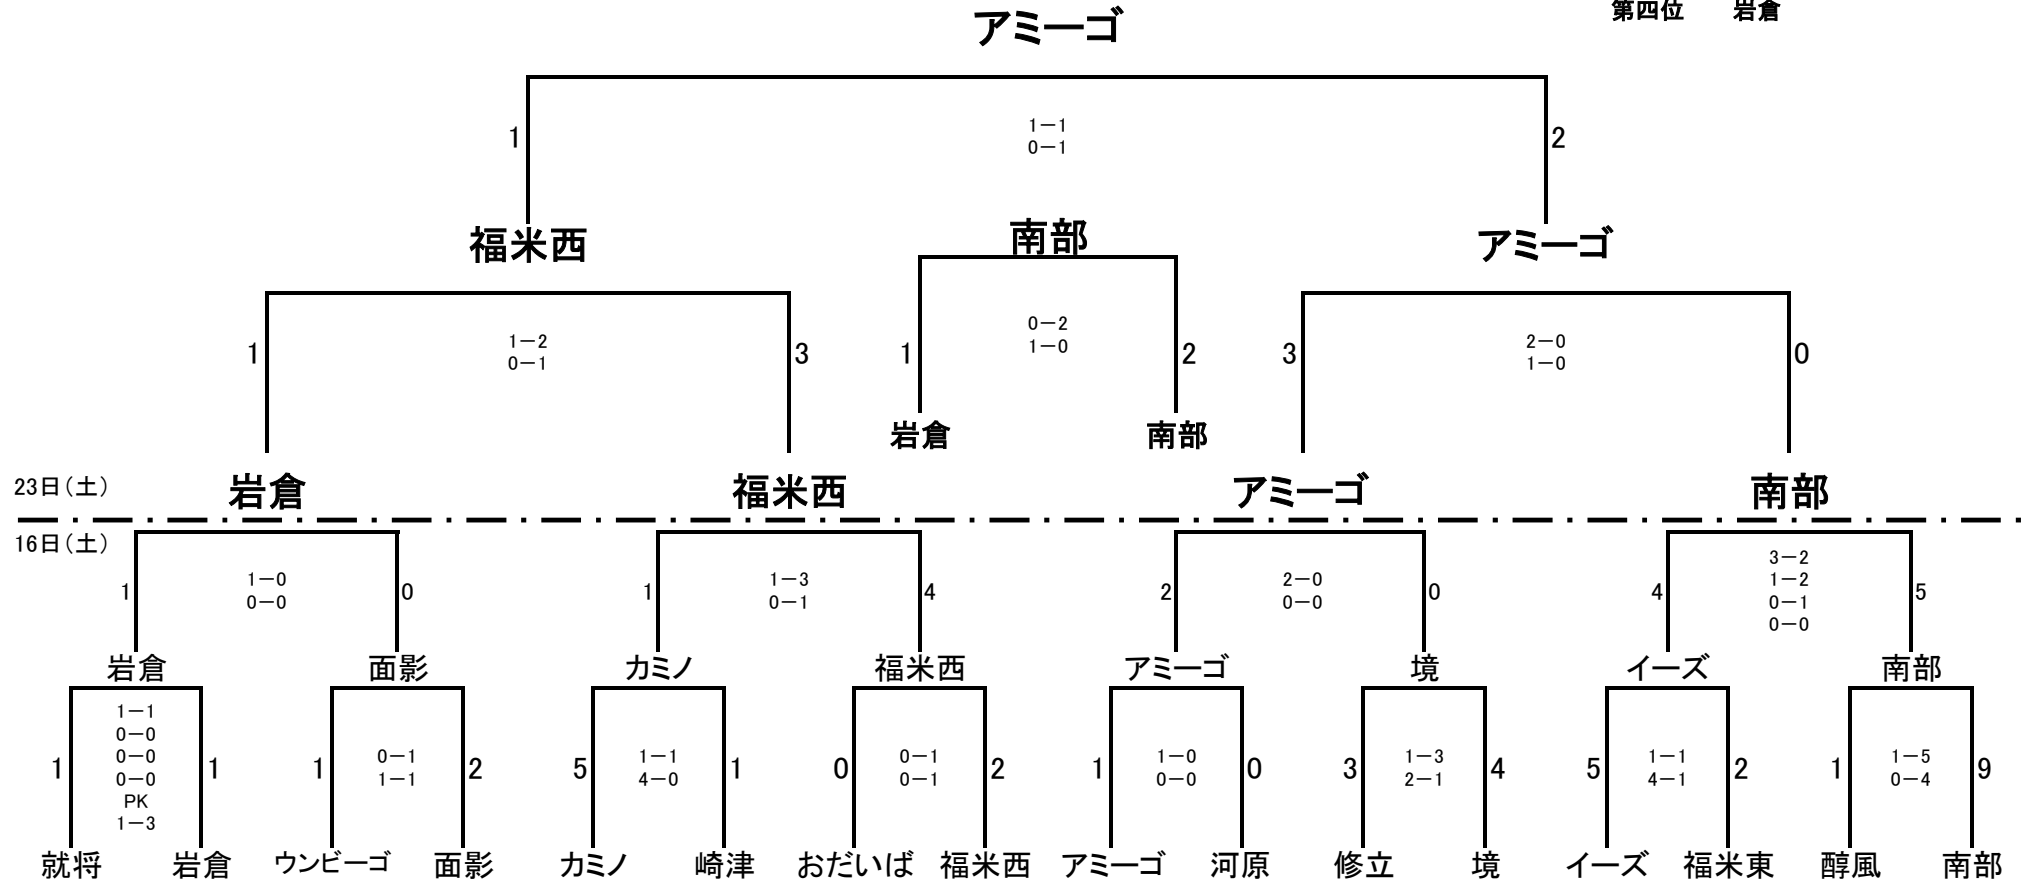 第四位 岩倉
アミーゴ
1 1－1 2
0－1
福米西 南部 アミーゴ
1 1－2 3 1 0－2 2 3 2－0 0
0－1 1－0 1－0
岩倉 南部
23日（土） 岩倉 福米西 アミーゴ 南部
16日（土）
1 1－0 0 1 1－3 4 2 2－0 0 4 3－2 5
0－0 0－1 0－0 1－2
0－1
0－0
岩倉 面影 カミノ 福米西 アミーゴ 境 イーズ 南部
1－1
0－0
1 0－0 1 1 0－1 2 5 1－1 1 0 0－1 2 1 1－0 0 3 1－3 4 5 1－1 2 1 1－5 9
0－0 1－1 4－0 0－1 0－0 2－1 4－1 0－4
PK
1－3
就将 岩倉 ウンビーゴ 面影 カミノ 崎津 おだいば 福米西 アミーゴ 河原 修立 境 イーズ 福米東 醇風 南部